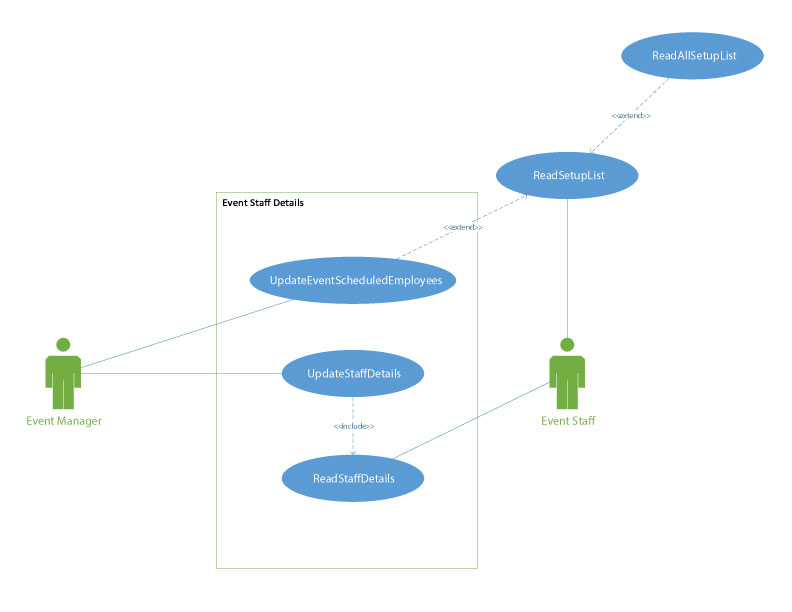 ReadAllSetupList
<<extend>>
ReadSetupList
Event Staff Details
<<extend>>
UpdateEventScheduledEmployees
UpdateStaffDetails
Event Manager
Event Staff
<<include>>
ReadStaffDetails